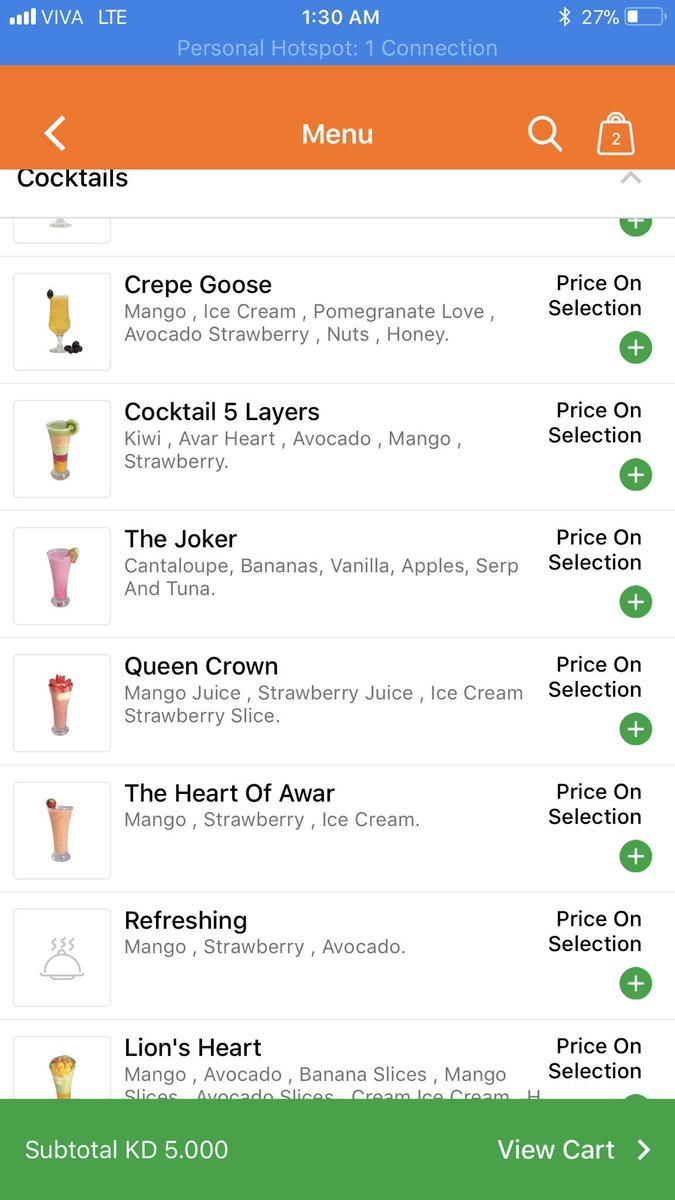 VIVA LTE 1:30 AM 27%
Personal Hotspot: 1 Connection
Menu 2
Cocktails
Crepe Goose
Mango , Ice Cream , Pomegranate Love ,
Avocado Strawberry , Nuts , Honey.
Price On
Selection
Cocktail 5 Layers
Kiwi , Avar Heart , Avocado , Mango ,
Strawberry.
Price On
Selection
The Joker
Cantaloupe, Bananas, Vanilla, Apples, Serp
And Tuna.
Price On
Selection
Queen Crown
Mango Juice , Strawberry Juice , Ice Cream
Strawberry Slice.
Price On
Selection
The Heart Of Awar
Mango , Strawberry , Ice Cream.
Price On
Selection
Refreshing
Mango , Strawberry , Avocado.
Price On
Selection
Lion's Heart
Mango , Avocado , Banana Slices , Mango
Slices , Avocado Slices , Cream Ice Cream , H
Price On
Selection
Subtotal KD 5.000
View Cart